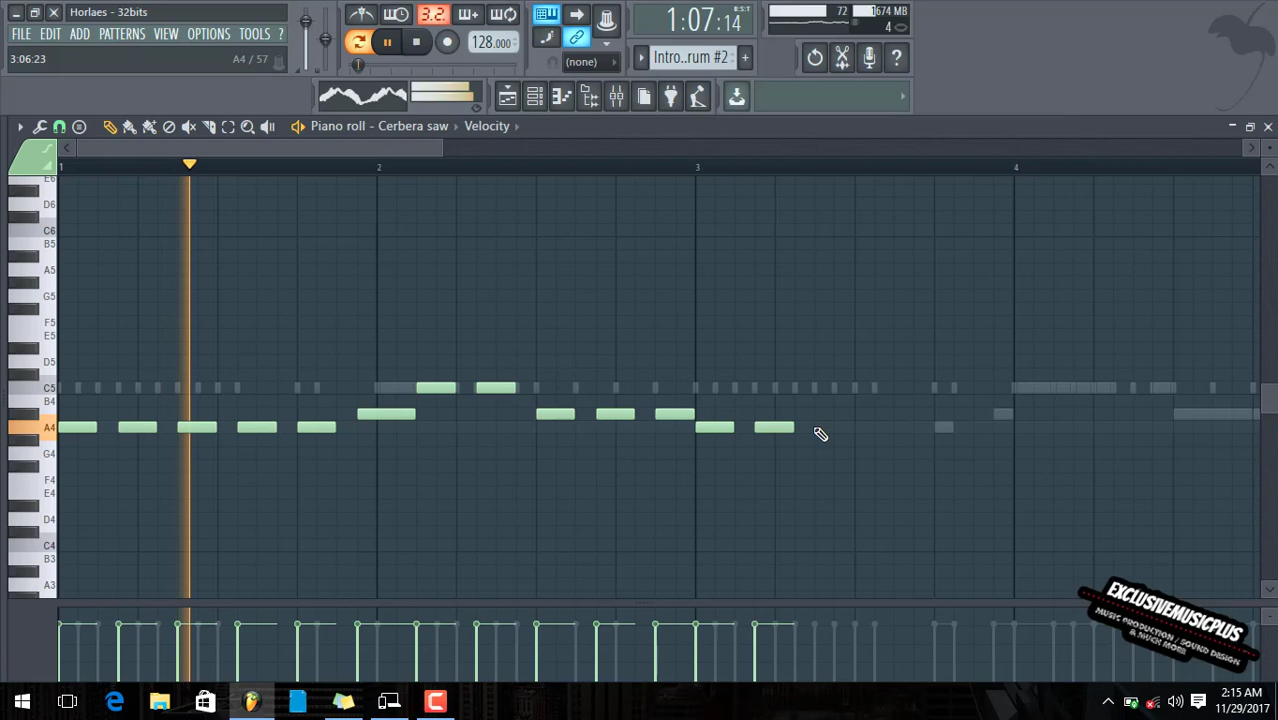 Horlaes - 32bits
FILE EDIT ADD PATTERNS VIEW OPTIONS TOOLS ?
3:06:23 A4 / 57
3.2.
128.000
1:07:14 B:S:T
(none)
Intro..rum #2
72
1674 MB
4
Piano roll - Cerbera saw Velocity
1 2 3 4
E6
D6
C6
B5
A5
G5
F5
E5
D5
C5
B4
A4
G4
F4
E4
D4
C4
B3
A3
EXCLUSIVEMUSICPLUS
MUSIC PRODUCTION / SOUND DESIGN
& MUCH MORE
2:15 AM
11/29/2017